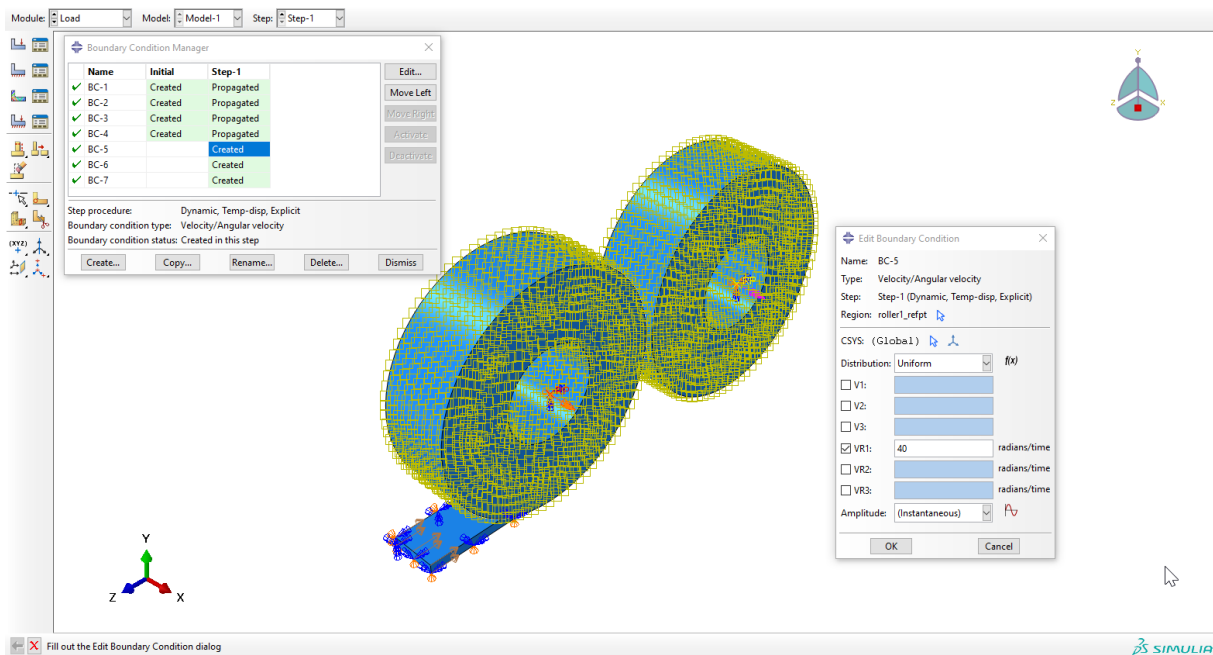 Module: Load Model: Model-1 Step: Step-1
Boundary Condition Manager
Name Initial Step-1
BC-1 Created Propagated
BC-2 Created Propagated
BC-3 Created Propagated
BC-4 Created Propagated
BC-5 Created
BC-6 Created
BC-7 Created
Edit...
Move Left
Move Right
Activate
Deactivate
Step procedure: Dynamic, Temp-disp, Explicit
Boundary condition type: Velocity/Angular velocity
Boundary condition status: Created in this step
Create... Copy... Rename... Delete... Dismiss
(XYZ)
Y
Z X
Edit Boundary Condition
Name: BC-5
Type: Velocity/Angular velocity
Step: Step-1 (Dynamic, Temp-disp, Explicit)
Region: roller1_refpt
CSYS: (Global)
Distribution: Uniform f(x)
V1:
V2:
V3:
VR1: 40 radians/time
VR2: radians/time
VR3: radians/time
Amplitude: (Instantaneous)
OK Cancel
Y
Z X
Fill out the Edit Boundary Condition dialog
SIMULIA